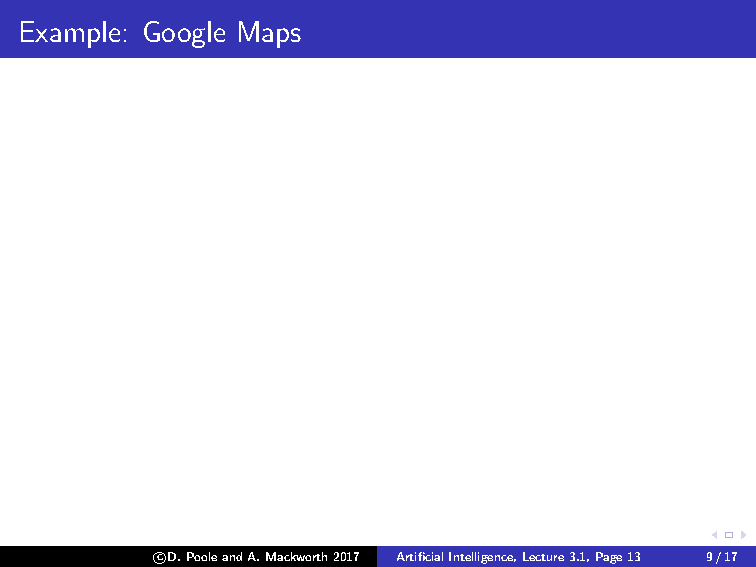 Example: Google Maps
©D. Poole and A. Mackworth 2017 Artificial Intelligence, Lecture 3.1, Page 13 9 / 17